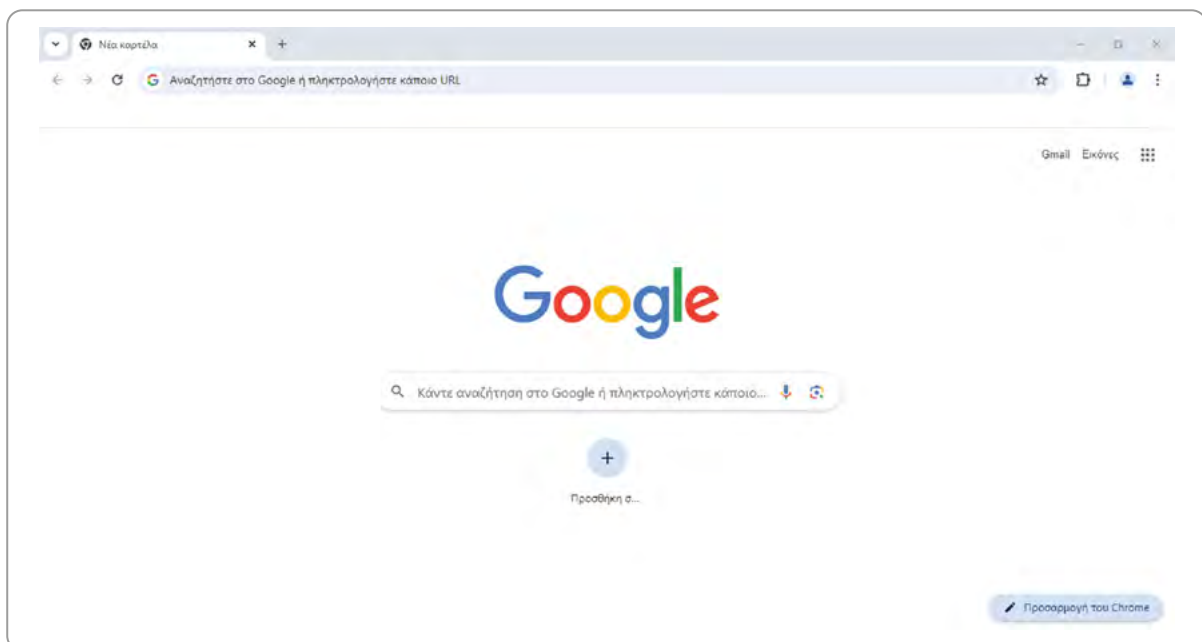 Νέα καρτέλα
Αναζητήστε στο Google ή πληκτρολογήστε κάποιο URL
Gmail Εικόνες
Google
Κάντε αναζήτηση στο Google ή πληκτρολογήστε κάποιο...
Προσθήκη σ...
Προσαρμογή του Chrome